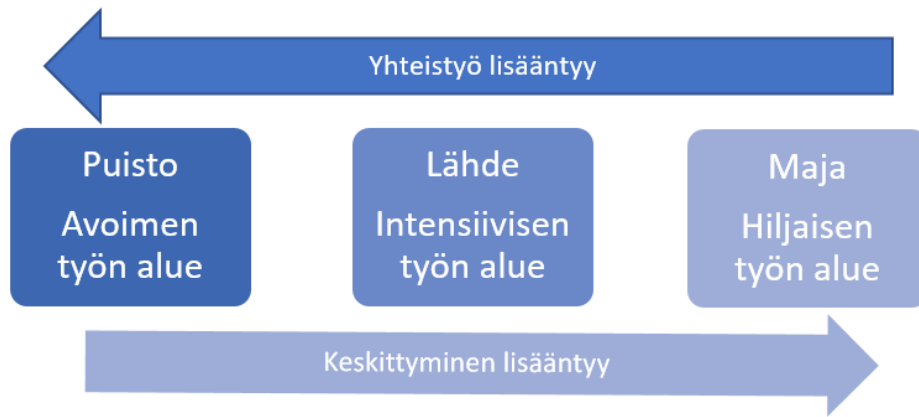 Yhteistyö lisääntyy
Puisto
Avoimen
työn alue
Lähde
Intensiivisen
työn alue
Maja
Hiljaisen
työn alue
Keskittyminen lisääntyy